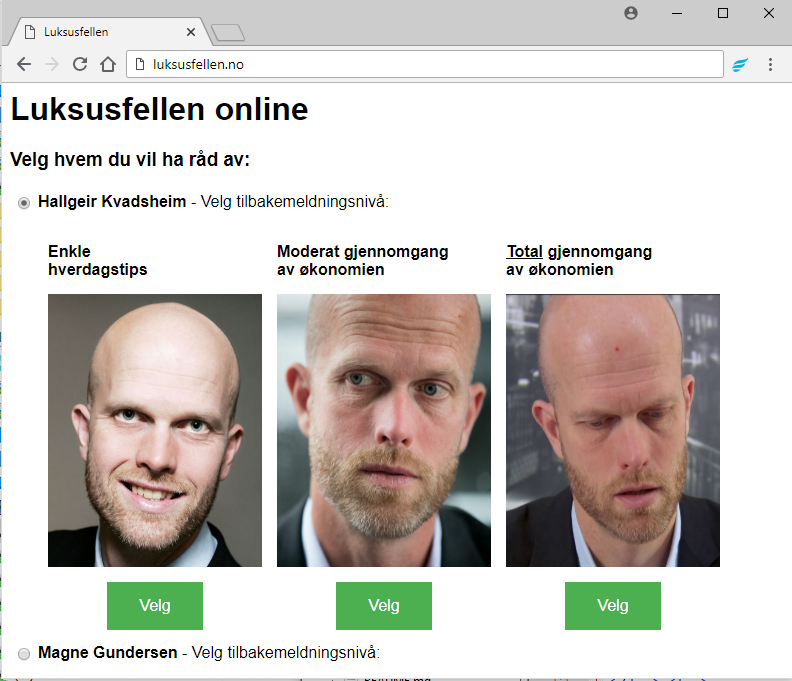 Luksusfellen
luksusfellen.no
Luksusfellen online
Velg hvem du vil ha råd av:
Hallgeir Kvadsheim - Velg tilbakemeldningsnivå:
Enkle
hverdagstips
Moderat gjennomgang
av økonomien
Total gjennomgang
av økonomien
Velg
Velg
Velg
Magne Gundersen - Velg tilbakemeldningsnivå: